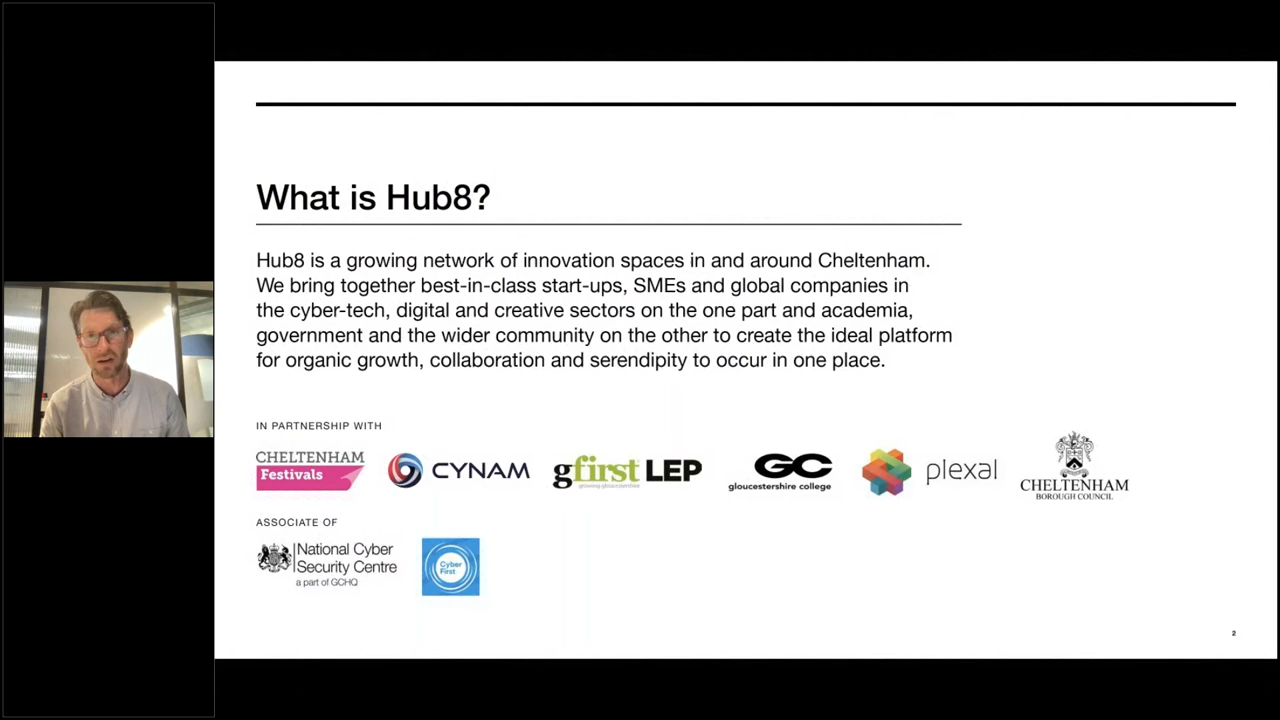 What is Hub8?
Hub8 is a growing network of innovation spaces in and around Cheltenham.
We bring together best-in-class start-ups, SMEs and global companies in
the cyber-tech, digital and creative sectors on the one part and academia,
government and the wider community on the other to create the ideal platform
for organic growth, collaboration and serendipity to occur in one place.
IN PARTNERSHIP WITH
CHELTENHAM
Festivals
CYNAM
gfirst LEP
growing gloucestershire
GC
gloucestershire college
plexal
CHELTENHAM
BOROUGH COUNCIL
ASSOCIATE OF
National Cyber
Security Centre
a part of GCHQ
Cyber
First
2